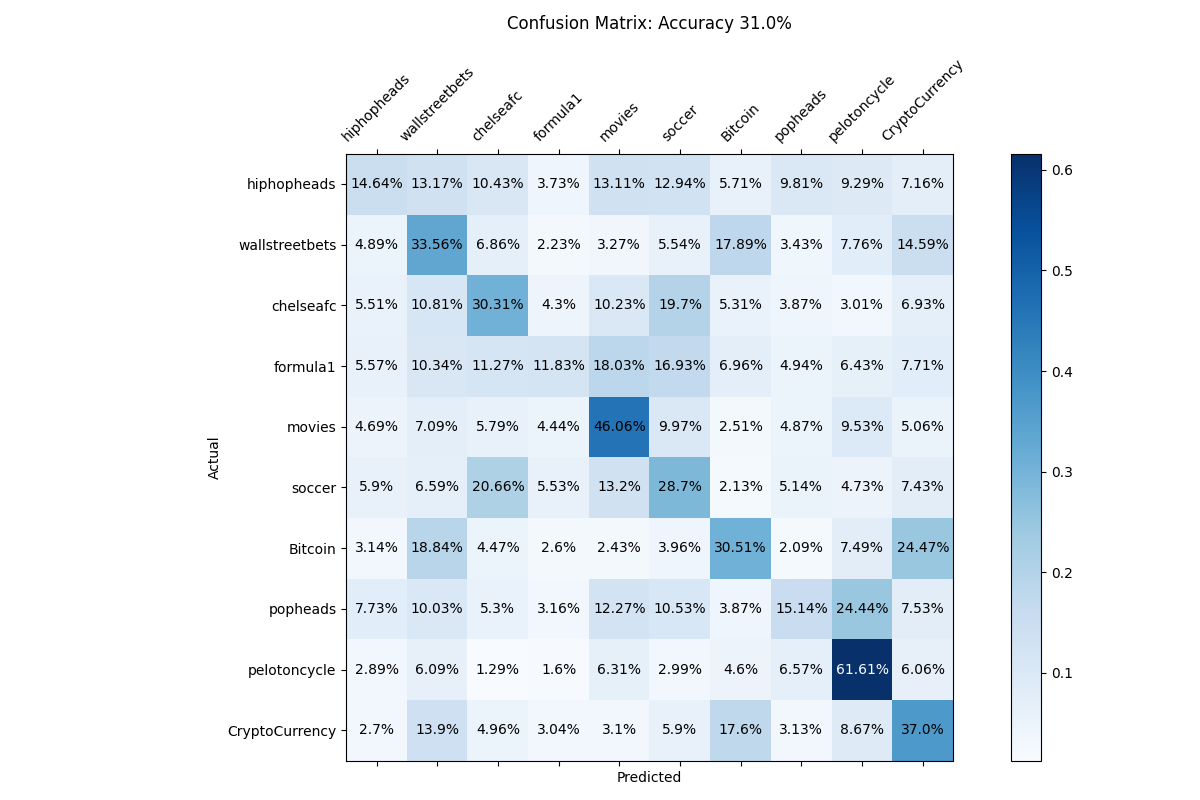 Confusion Matrix: Accuracy 31.0%
hiphopheads wallstreetbets chelseafc formula1 movies soccer Bitcoin popheads pelotoncycle CryptoCurrency
hiphopheads 14.64% 13.17% 10.43% 3.73% 13.11% 12.94% 5.71% 9.81% 9.29% 7.16%
wallstreetbets 4.89% 33.56% 6.86% 2.23% 3.27% 5.54% 17.89% 3.43% 7.76% 14.59%
chelseafc 5.51% 10.81% 30.31% 4.3% 10.23% 19.7% 5.31% 3.87% 3.01% 6.93%
formula1 5.57% 10.34% 11.27% 11.83% 18.03% 16.93% 6.96% 4.94% 6.43% 7.71%
movies 4.69% 7.09% 5.79% 4.44% 46.06% 9.97% 2.51% 4.87% 9.53% 5.06%
soccer 5.9% 6.59% 20.66% 5.53% 13.2% 28.7% 2.13% 5.14% 4.73% 7.43%
Bitcoin 3.14% 18.84% 4.47% 2.6% 2.43% 3.96% 30.51% 2.09% 7.49% 24.47%
popheads 7.73% 10.03% 5.3% 3.16% 12.27% 10.53% 3.87% 15.14% 24.44% 7.53%
pelotoncycle 2.89% 6.09% 1.29% 1.6% 6.31% 2.99% 4.6% 6.57% 61.61% 6.06%
CryptoCurrency 2.7% 13.9% 4.96% 3.04% 3.1% 5.9% 17.6% 3.13% 8.67% 37.0%
Actual
Predicted
0.6
0.5
0.4
0.3
0.2
0.1